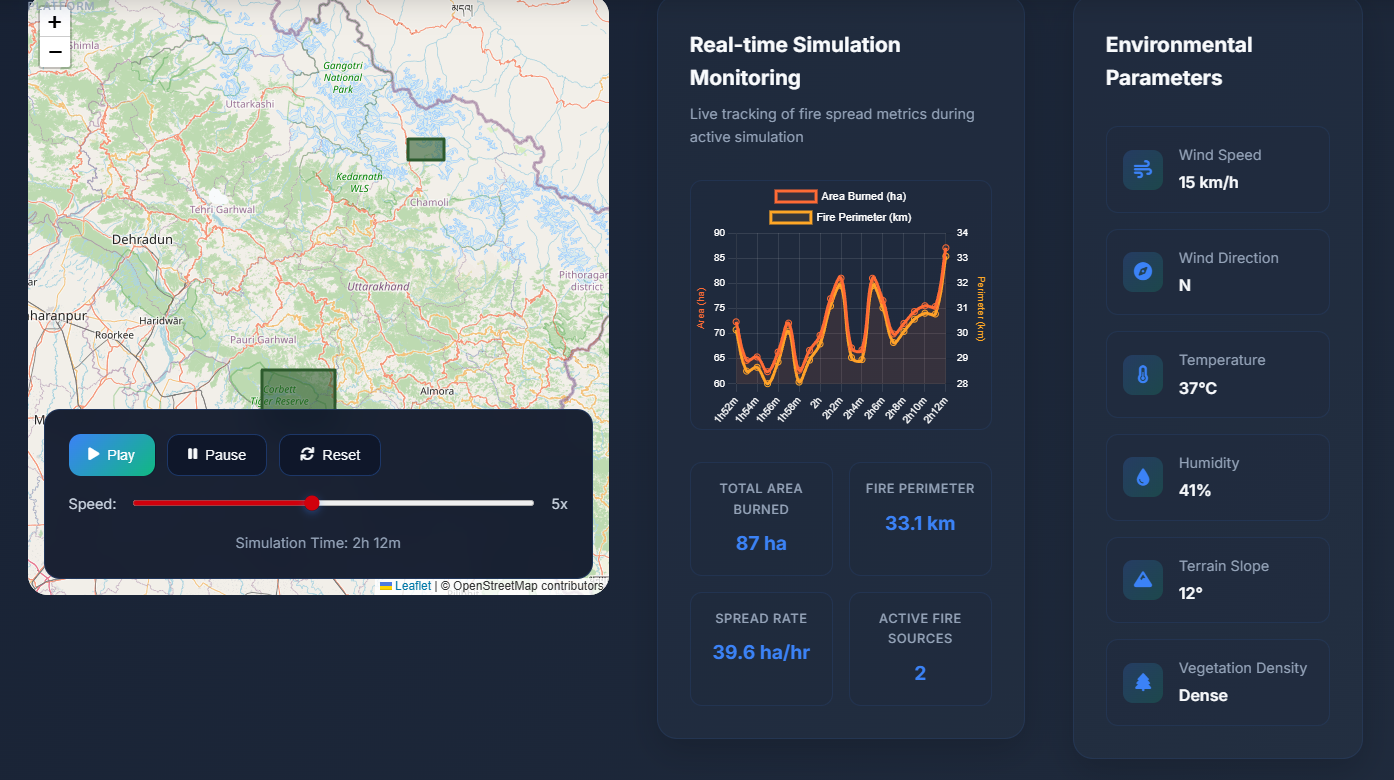 PLATFORM
+
−
Shimla
Gangotri
National
Park
Uttarkashi
Kedarnath
WLS
Chamoli
Tehri Garhwal
Dehradun
Pithoragarh
district
Uttarakhand
haranpur
Haridwar
Roorkee
Pauri Garhwal
Corbett
Tiger Reserve
Almora
Play
Pause
Reset
Speed:
5x
Simulation Time: 2h 12m
Leaflet | © OpenStreetMap contributors
Real-time Simulation
Monitoring
Live tracking of fire spread metrics during
active simulation
Area Burned (ha)
Fire Perimeter (km)
90
85
80
75
70
65
60
Area (ha)
34
33
32
31
30
29
28
Perimeter (km)
1h52m
1h54m
1h56m
1h58m
2h
2h2m
2h4m
2h6m
2h8m
2h10m
2h12m
TOTAL AREA
BURNED
87 ha
FIRE PERIMETER
33.1 km
SPREAD RATE
39.6 ha/hr
ACTIVE FIRE
SOURCES
2
Environmental
Parameters
Wind Speed
15 km/h
Wind Direction
N
Temperature
37°C
Humidity
41%
Terrain Slope
12°
Vegetation Density
Dense